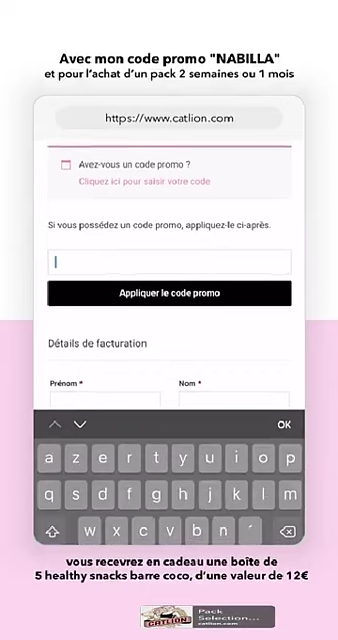 Avec mon code promo "NABILLA"
et pour l'achat d'un pack 2 semaines ou 1 mois
https://www.catlion.com
Avez-vous un code promo ?
Cliquez ici pour saisir votre code
Si vous possédez un code promo, appliquez-le ci-après.
Appliquer le code promo
Détails de facturation
Prénom * Nom *
OK
a z e r t y u i o p
q s d f g h j k l m
w x c v b n ´
vous recevrez en cadeau une boîte de
5 healthy snacks barre coco, d'une valeur de 12€
CATLION
Pack
Selection...
catlion.com